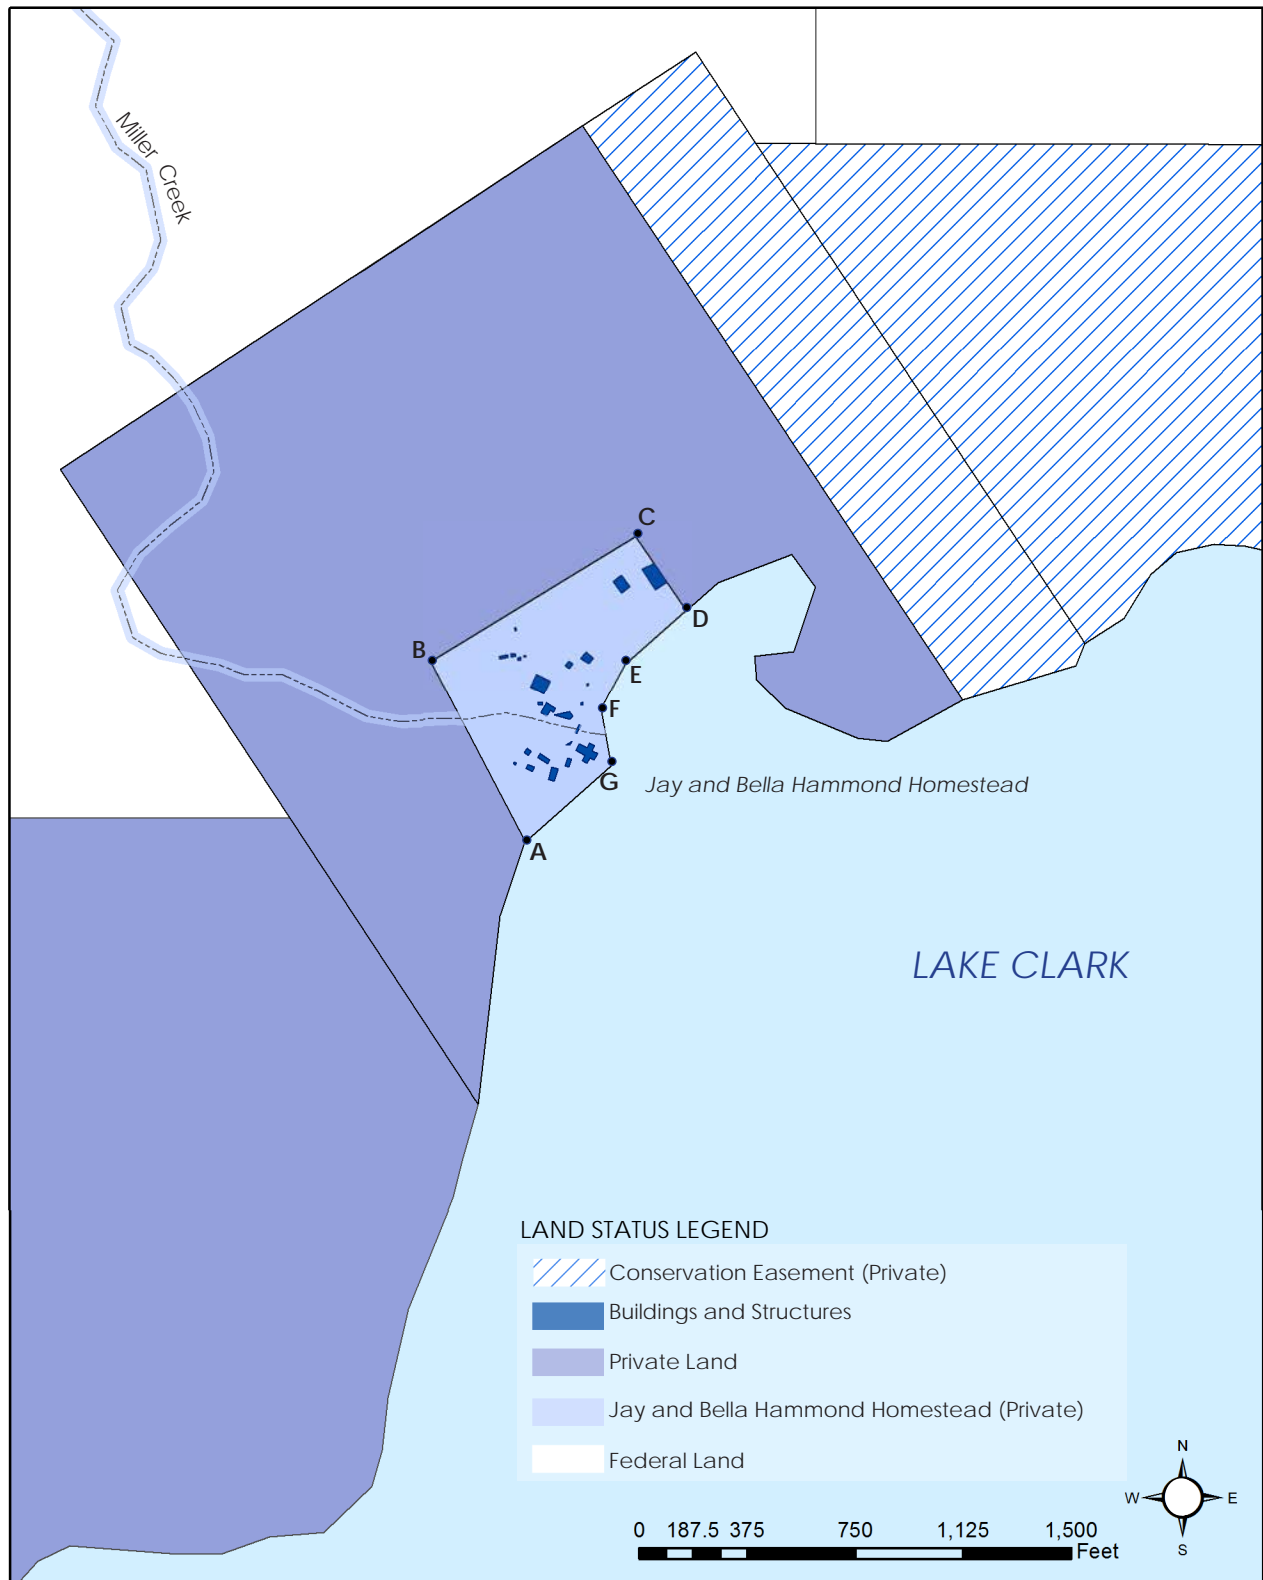 Miller Creek
C
D
B
E
F
G
Jay and Bella Hammond Homestead
A
LAKE CLARK
LAND STATUS LEGEND
Conservation Easement (Private)
Buildings and Structures
Private Land
Jay and Bella Hammond Homestead (Private)
Federal Land
N
W E
S
0 187.5 375 750 1,125 1,500
Feet